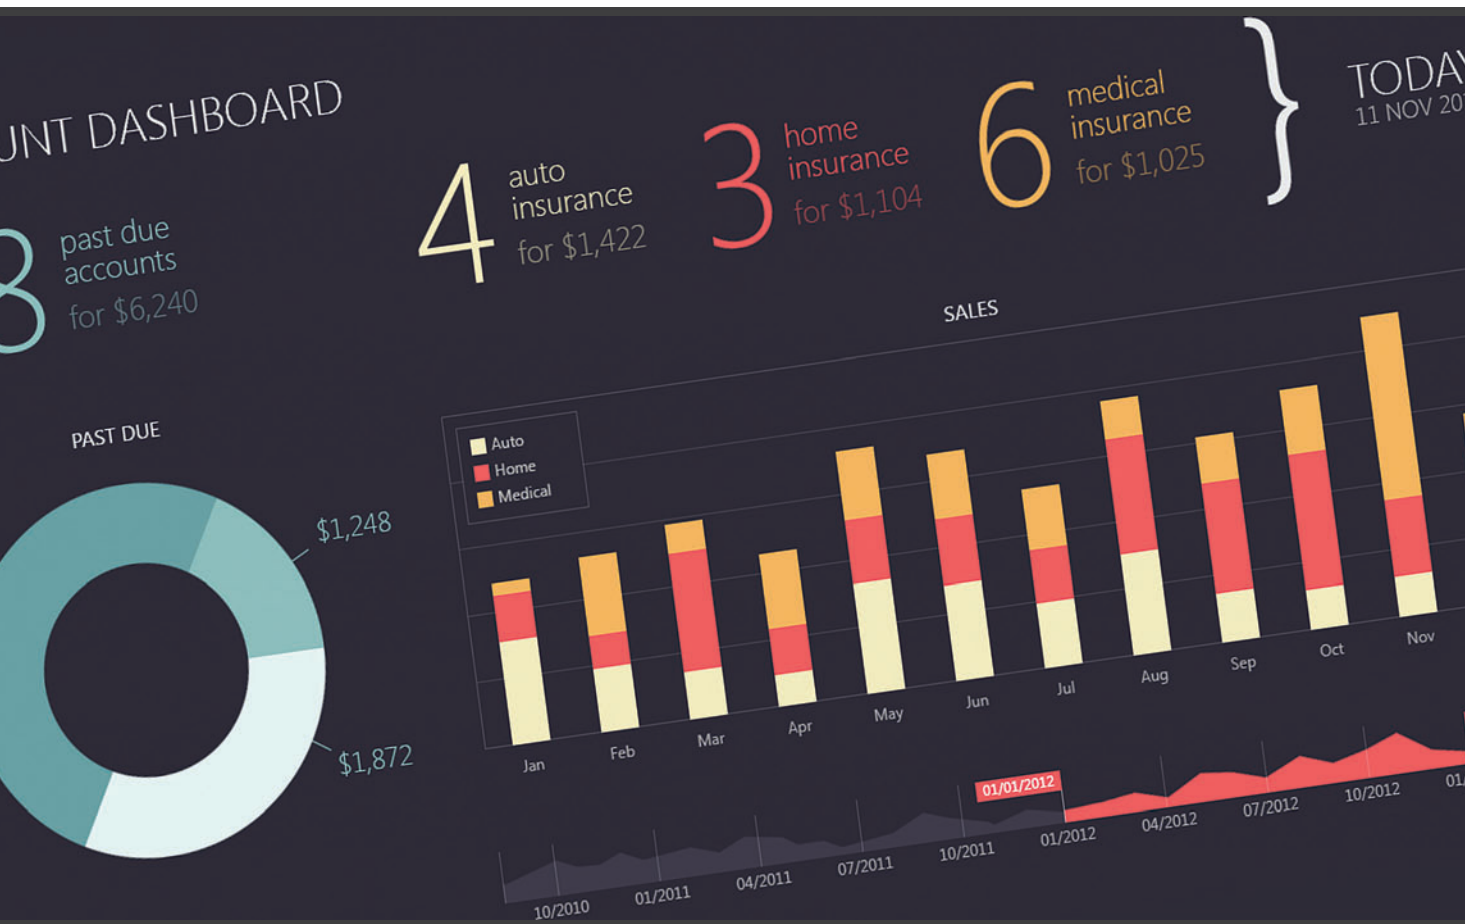 UNT DASHBOARD
8
past due
accounts
for $6,240
4
auto
insurance
for $1,422
3
home
insurance
for $1,104
6
medical
insurance
for $1,025
}
TODAY
11 NOV 20
PAST DUE
$1,248
$1,872
SALES
Auto
Home
Medical
Jan
Feb
Mar
Apr
May
Jun
Jul
Aug
Sep
Oct
Nov
01/01/2012
10/2010
01/2011
04/2011
07/2011
10/2011
01/2012
04/2012
07/2012
10/2012
01/